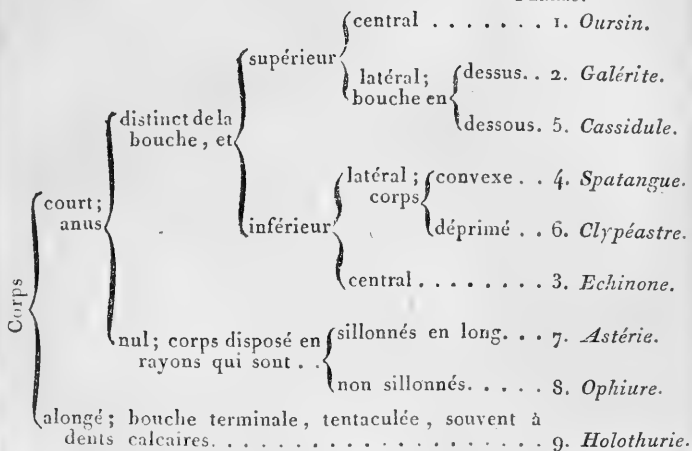 central . . . . . . . 1. Oursin.
supérieur
latéral;
bouche en
dessus. . 2. Galérite.
dessous. 5. Cassidule.
distinct de la
bouche, et
latéral;
corps
convexe . . 4. Spatangue.
court;
anus
inférieur
déprimé . . 6. Clypéastre.
central . . . . . . . . 3. Echinone.
Corps
nul; corps disposé en
rayons qui sont . .
sillonnés en long. . . 7. Astérie.
non sillonnés. . . . . 8. Ophiure.
alongé; bouche terminale, tentaculée, souvent à
dents calcaires. . . . . . . . . . . . . . . . . . . 9. Holothurie.